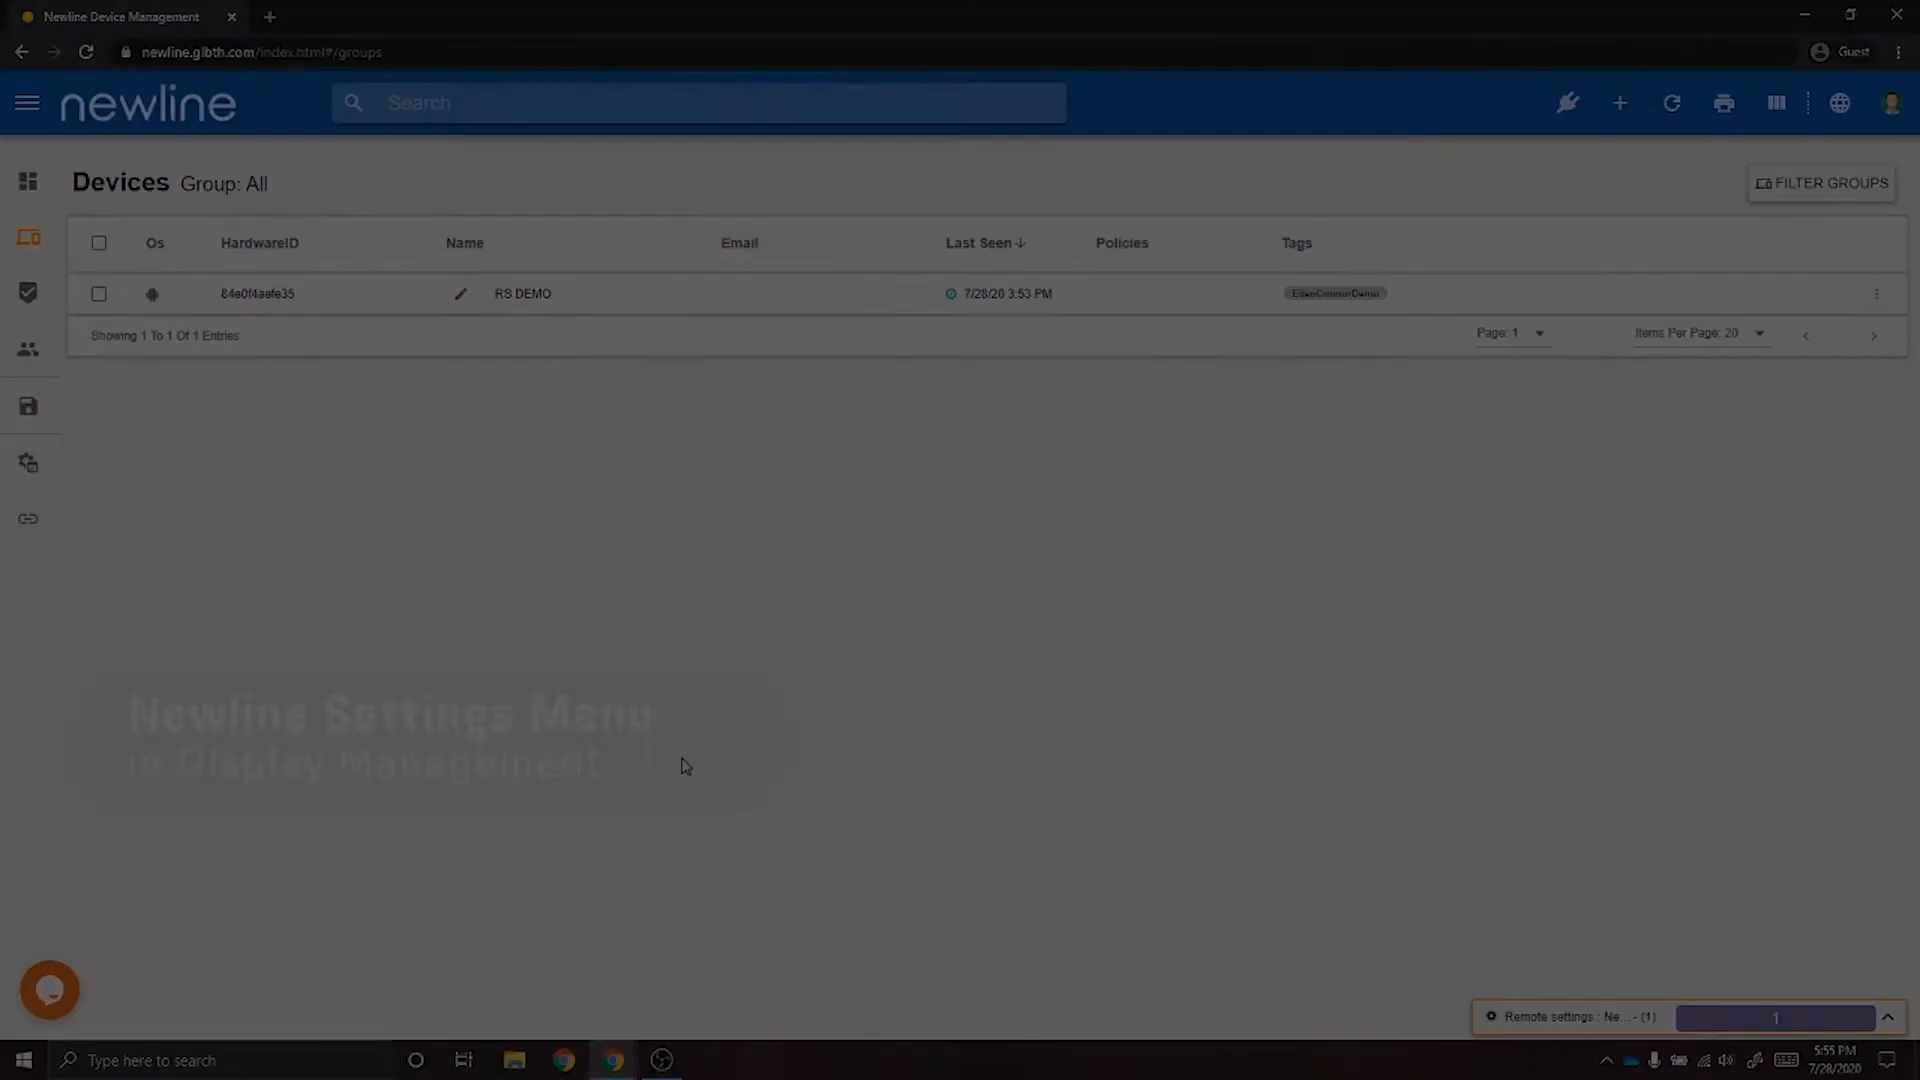 Newline Device Management
newline.glbth.com/index.html#/groups
Guest
newline
Search
Devices Group: All
FILTER GROUPS
Os HardwareID Name Email Last Seen Policies Tags
84e0f4aefe35 RS DEMO 7/28/20 3:53 PM EllenConnorDemo
Showing 1 To 1 Of 1 Entries
Page: 1
Items Per Page: 20
Newline Settings Menu
in Display Management
Remote settings : Ne... - (1)
1
Type here to search
5:55 PM
7/28/2020